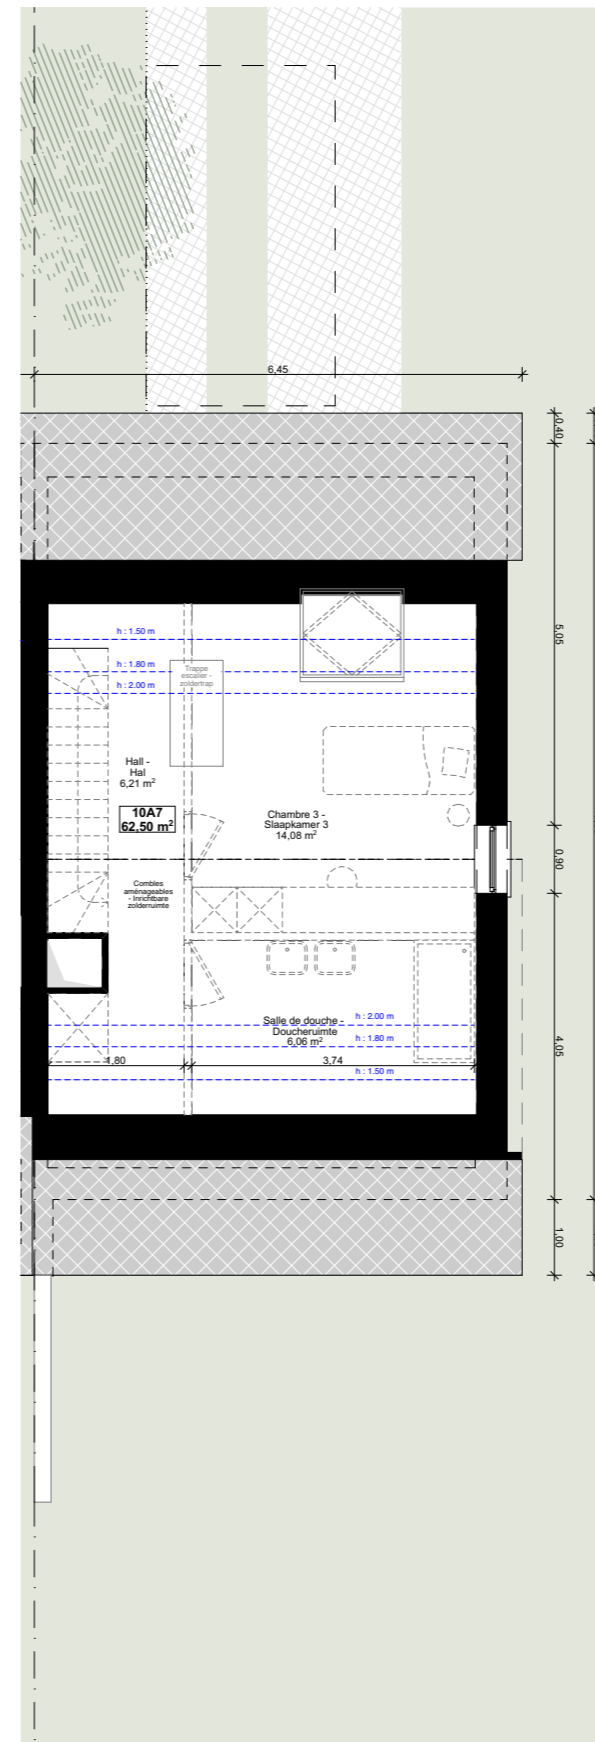 6,45
0,40
h : 1.50 m
5,05
h : 1.80 m
Trappe
escalier -
zoldertrap
h : 2.00 m
Hall -
Hal
6,21 m²
10A7
62,50 m²
Chambre 3 -
Slaapkamer 3
14,08 m²
0,90
Combles
aménageables
- Inrichtbare
zolderruimte
h : 2.00 m
Salle de douche -
Doucheruimte
6,06 m²
h : 1.80 m
4,05
1,80
3,74
h : 1.50 m
1,00